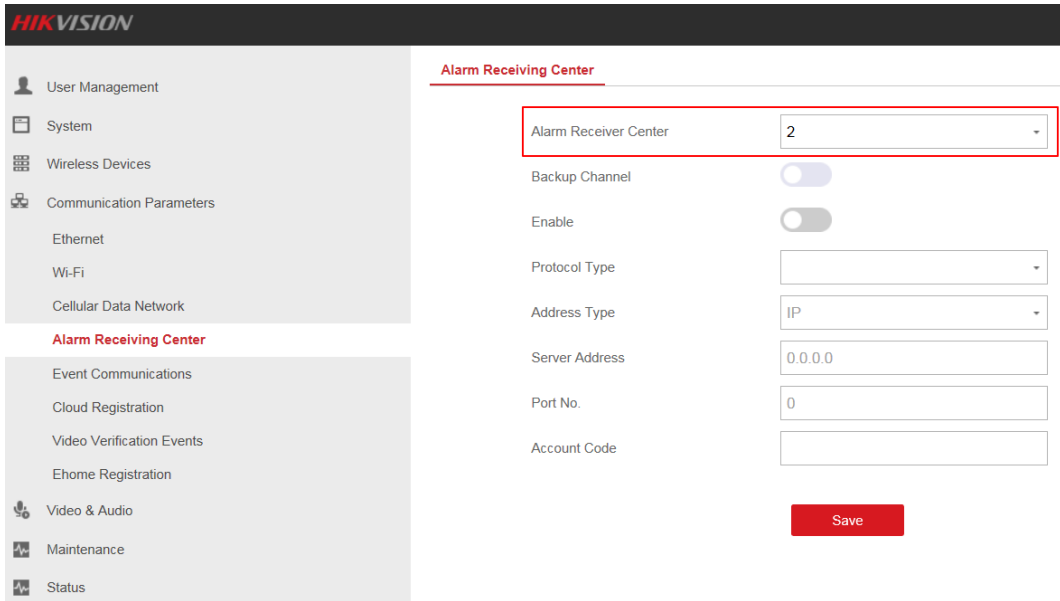 HIKVISION
User Management
System
Wireless Devices
Communication Parameters
Ethernet
Wi-Fi
Cellular Data Network
Alarm Receiving Center
Event Communications
Cloud Registration
Video Verification Events
Ehome Registration
Video & Audio
Maintenance
Status
Alarm Receiving Center
Alarm Receiver Center 2
Backup Channel
Enable
Protocol Type
Address Type IP
Server Address 0.0.0.0
Port No. 0
Account Code
Save